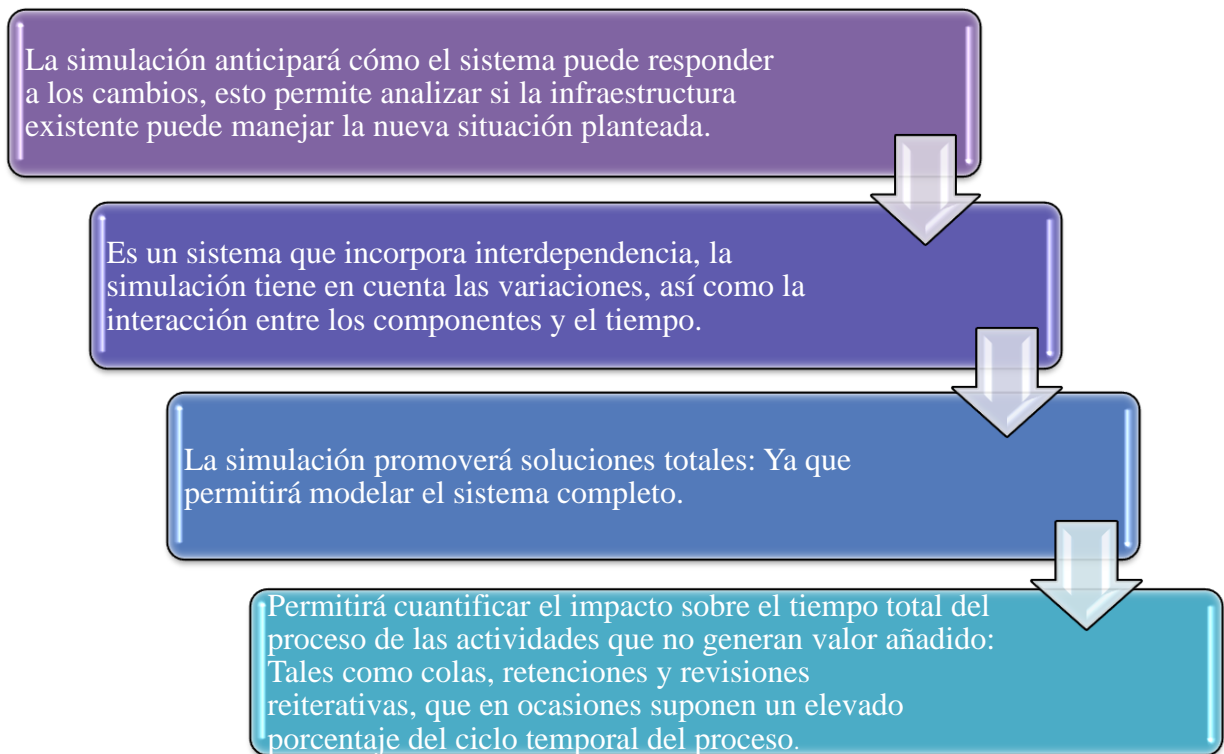 La simulación anticipará cómo el sistema puede responder
a los cambios, esto permite analizar si la infraestructura
existente puede manejar la nueva situación planteada.
Es un sistema que incorpora interdependencia, la
simulación tiene en cuenta las variaciones, así como la
interacción entre los componentes y el tiempo.
La simulación promoverá soluciones totales: Ya que
permitirá modelar el sistema completo.
Permitirá cuantificar el impacto sobre el tiempo total del
proceso de las actividades que no generan valor añadido:
Tales como colas, retenciones y revisiones
reiterativas, que en ocasiones suponen un elevado
porcentaje del ciclo temporal del proceso.